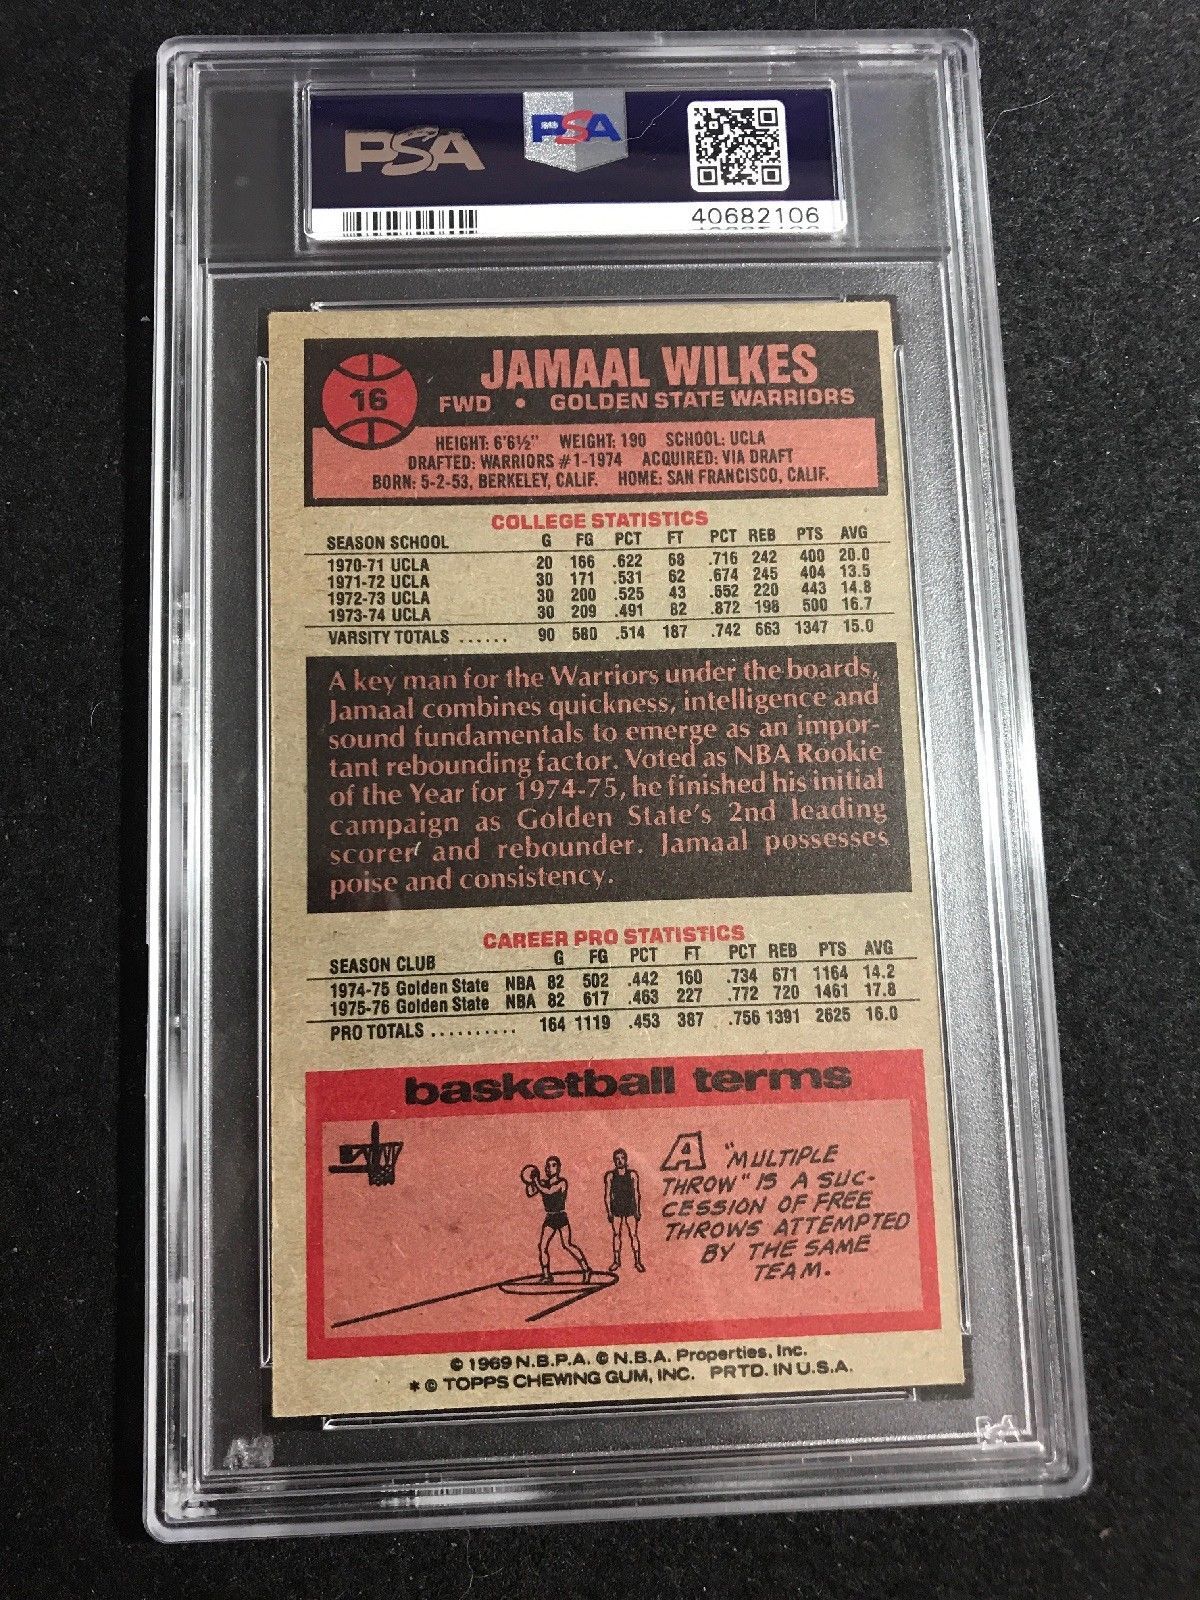 PSA
PSA
40682106
16
JAMAAL WILKES
FWD • GOLDEN STATE WARRIORS
HEIGHT: 6'6½" WEIGHT: 190 SCHOOL: UCLA
DRAFTED: WARRIORS #1-1974 ACQUIRED: VIA DRAFT
BORN: 5-2-53, BERKELEY, CALIF. HOME: SAN FRANCISCO, CALIF.
COLLEGE STATISTICS
SEASON SCHOOL G FG PCT FT PCT REB PTS AVG
1970-71 UCLA 20 166 .622 68 .716 242 400 20.0
1971-72 UCLA 30 171 .531 62 .674 245 404 13.5
1972-73 UCLA 30 200 .525 43 .652 220 443 14.8
1973-74 UCLA 30 209 .491 82 .872 198 500 16.7
VARSITY TOTALS ...... 90 580 .514 187 .742 663 1347 15.0
A key man for the Warriors under the boards,
Jamaal combines quickness, intelligence and
sound fundamentals to emerge as an impor-
tant rebounding factor. Voted as NBA Rookie
of the Year for 1974-75, he finished his initial
campaign as Golden State's 2nd leading
scorer and rebounder. Jamaal possesses
poise and consistency.
CAREER PRO STATISTICS
SEASON CLUB G FG PCT FT PCT REB PTS AVG
1974-75 Golden State NBA 82 502 .442 160 .734 671 1164 14.2
1975-76 Golden State NBA 82 617 .463 227 .772 720 1461 17.8
PRO TOTALS .......... 164 1119 .453 387 .756 1391 2625 16.0
basketball terms
A "MULTIPLE
THROW" IS A SUC-
CESSION OF FREE
THROWS ATTEMPTED
BY THE SAME
TEAM.
© 1969 N.B.P.A. © N.B.A. Properties, Inc.
* © TOPPS CHEWING GUM, INC. PRTD. IN U.S.A.
PSA